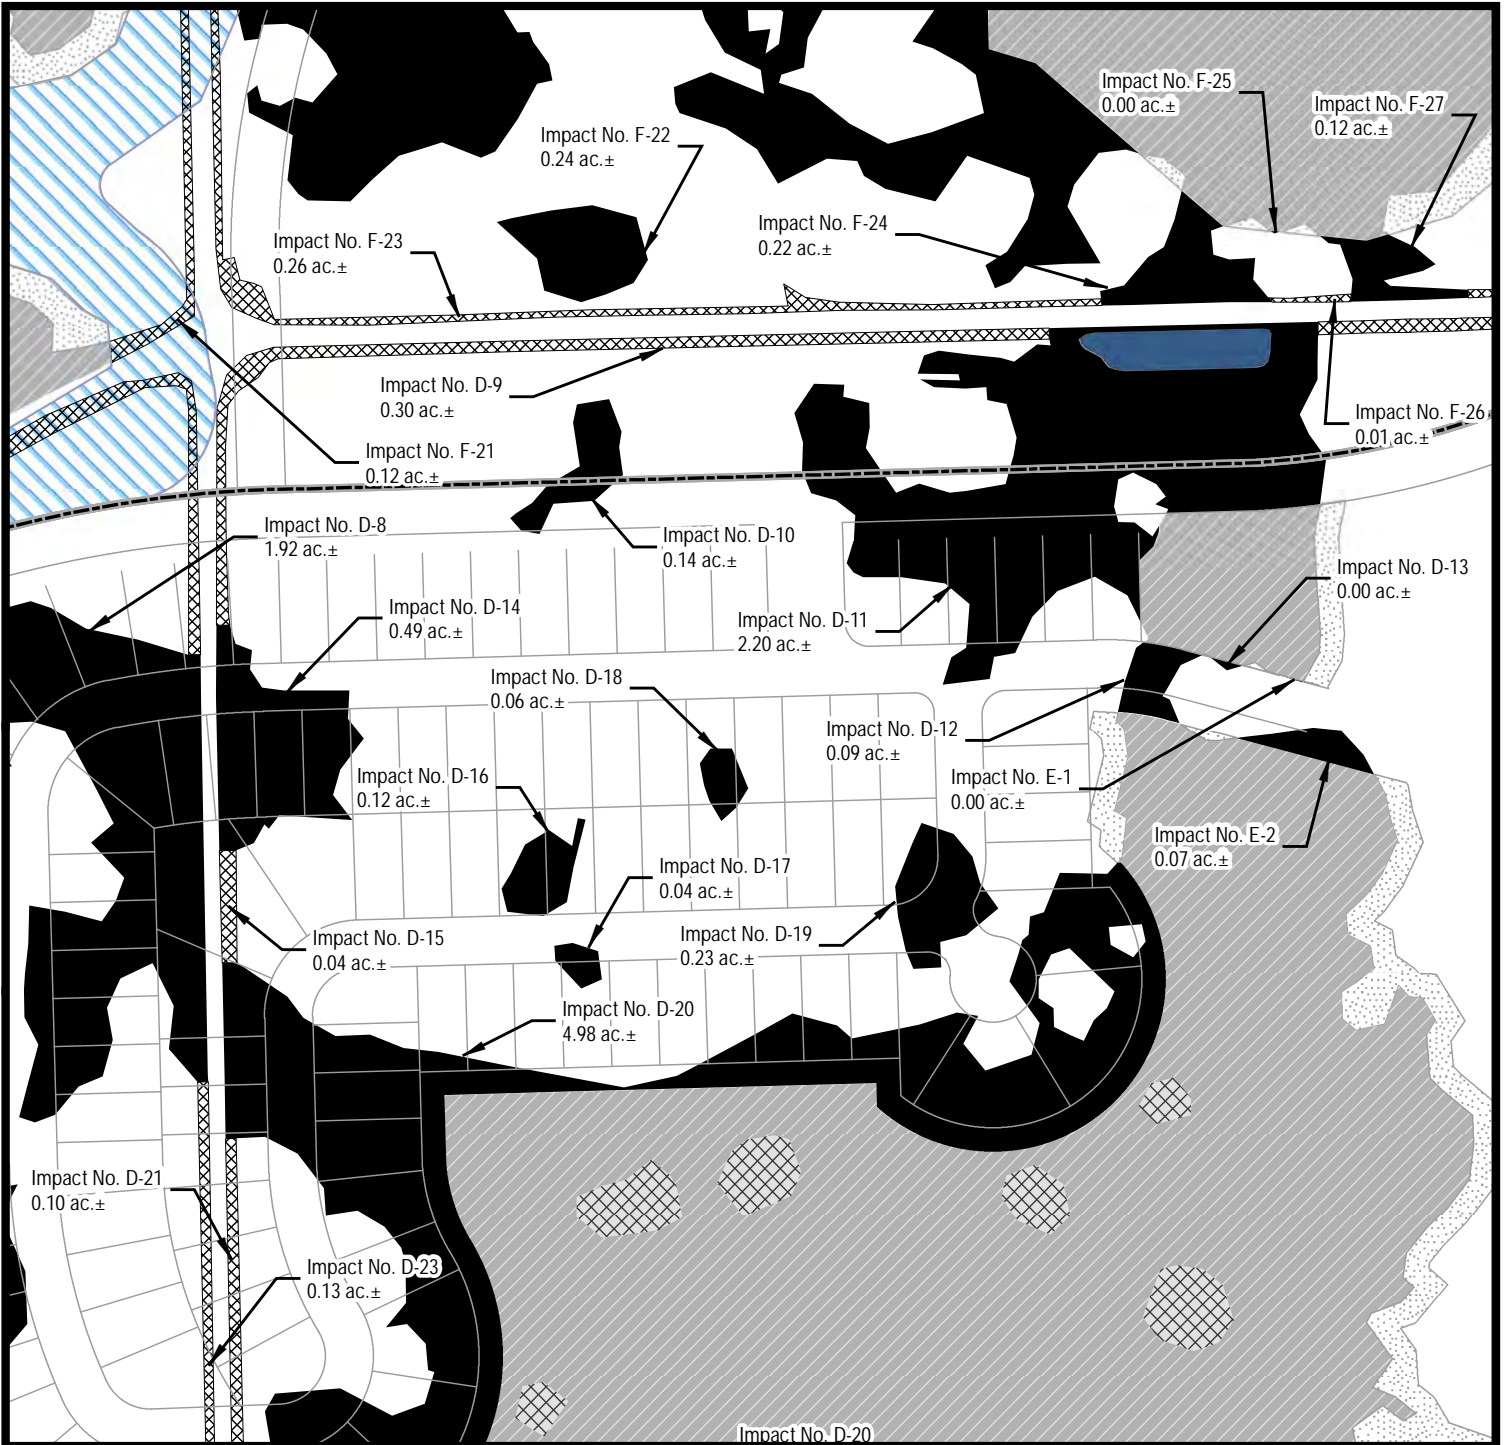 Impact No. F-25
0.00 ac.±
Impact No. F-27
0.12 ac.±
Impact No. F-22
0.24 ac.±
Impact No. F-24
0.22 ac.±
Impact No. F-23
0.26 ac.±
Impact No. D-9
0.30 ac.±
Impact No. F-26
0.01 ac.±
Impact No. F-21
0.12 ac.±
Impact No. D-8
1.92 ac.±
Impact No. D-10
0.14 ac.±
Impact No. D-13
0.00 ac.±
Impact No. D-14
0.49 ac.±
Impact No. D-11
2.20 ac.±
Impact No. D-18
0.06 ac.±
Impact No. D-12
0.09 ac.±
Impact No. D-16
0.12 ac.±
Impact No. E-1
0.00 ac.±
Impact No. E-2
0.07 ac.±
Impact No. D-17
0.04 ac.±
Impact No. D-15
0.04 ac.±
Impact No. D-19
0.23 ac.±
Impact No. D-20
4.98 ac.±
Impact No. D-21
0.10 ac.±
Impact No. D-23
0.13 ac.±
Impact No. D-20